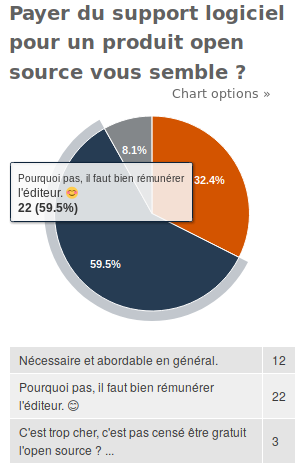 Payer du support logiciel
pour un produit open
source vous semble ?
Chart options »
8.1%
32.4%
Pourquoi pas, il faut bien rémunérer
l'éditeur. 😊
22 (59.5%)
59.5%
Nécessaire et abordable en général. 12
Pourquoi pas, il faut bien rémunérer
l'éditeur. 😊 22
C'est trop cher, c'est pas censé être gratuit
l'open source ? ... 3